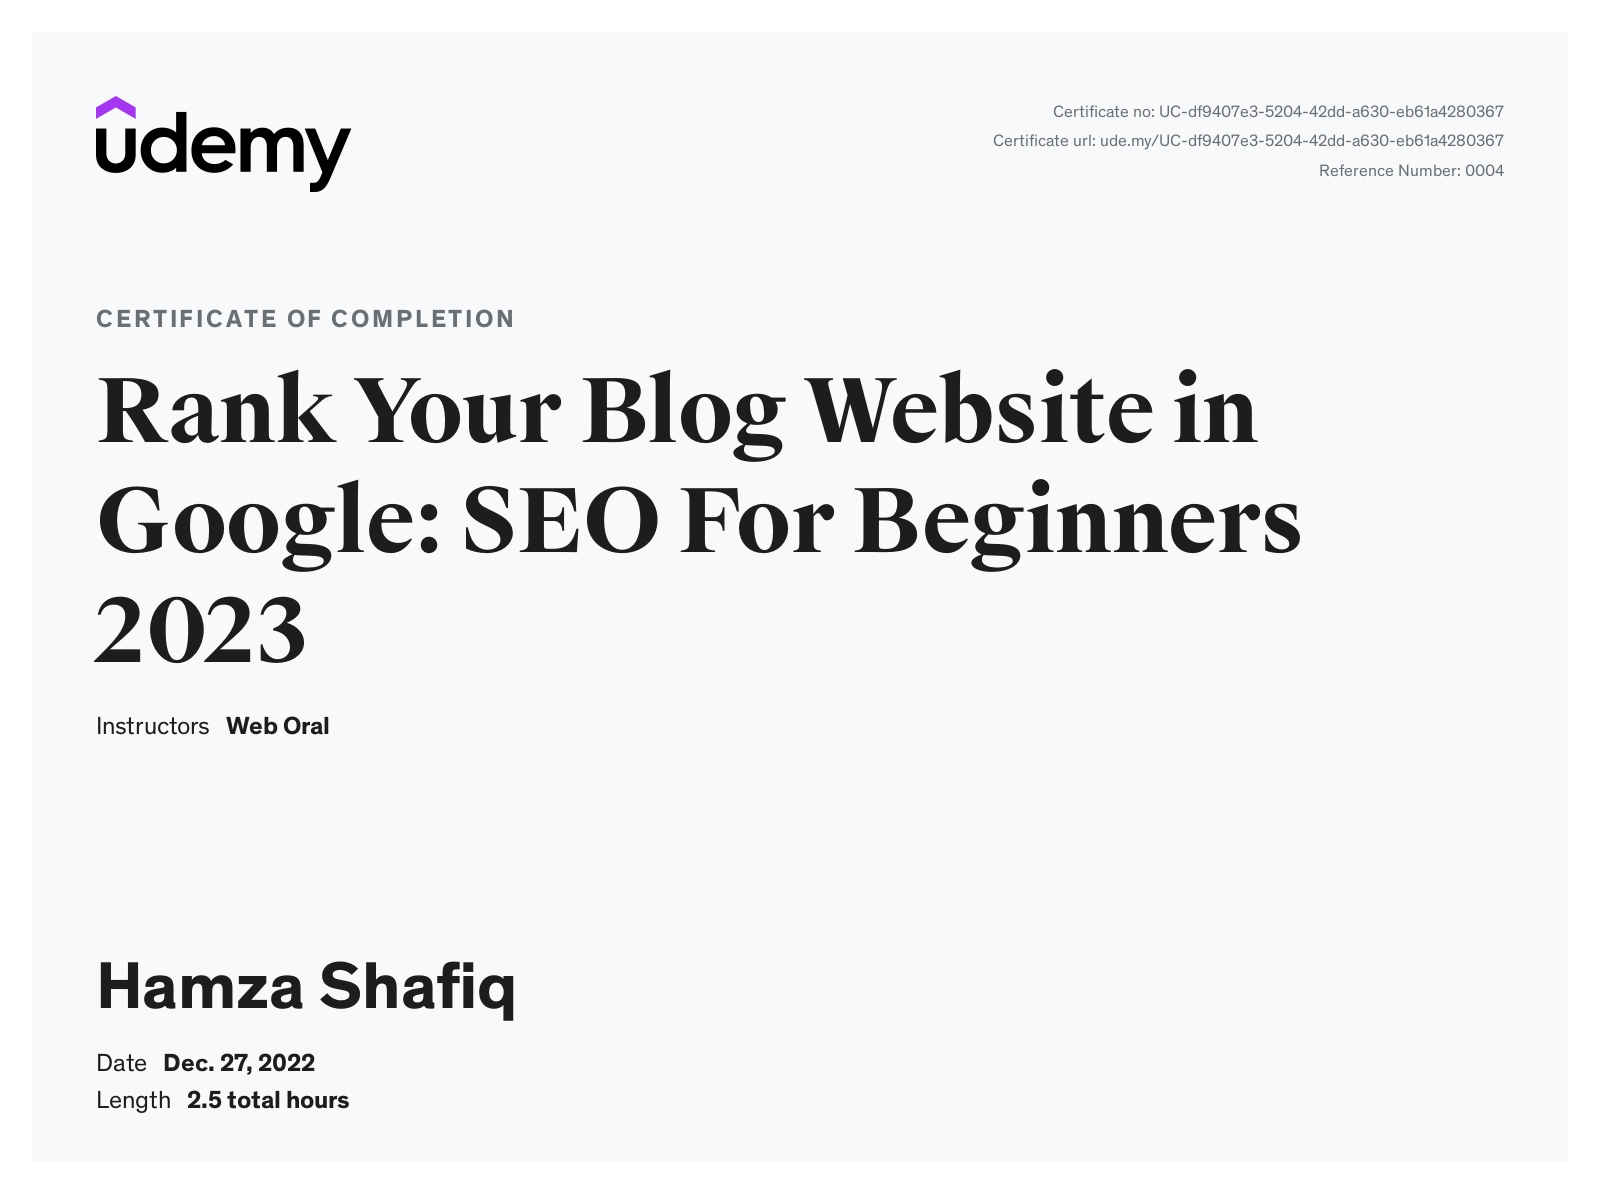 udemy
Certificate no: UC-df9407e3-5204-42dd-a630-eb61a4280367
Certificate url: ude.my/UC-df9407e3-5204-42dd-a630-eb61a4280367
Reference Number: 0004
CERTIFICATE OF COMPLETION
Rank Your Blog Website in
Google: SEO For Beginners
2023
Instructors Web Oral
Hamza Shafiq
Date Dec. 27, 2022
Length 2.5 total hours